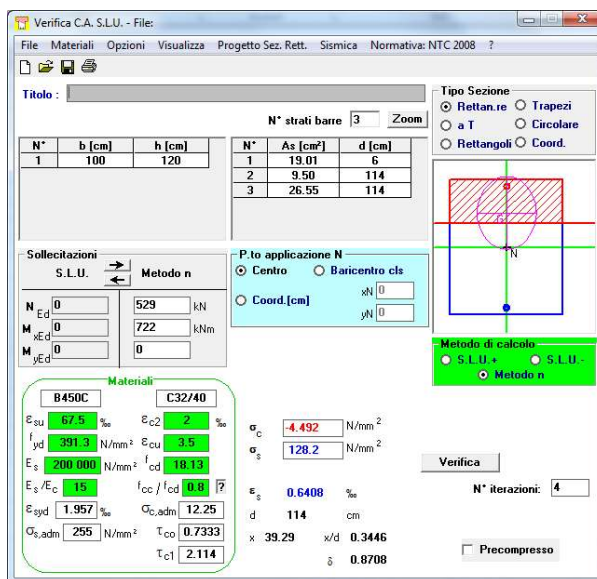 Verifica C.A. S.L.U. - File:
File Materiali Opzioni Visualizza Progetto Sez. Rett. Sismica Normativa: NTC 2008 ?
Titolo :
N° strati barre 3 Zoom
Tipo Sezione
Rettan.re Trapezi
a T Circolare
Rettangoli Coord.
N° b [cm] h [cm]
1 100 120
N° As [cm²] d [cm]
1 19.01 6
2 9.50 114
3 26.55 114
N
Sollecitazioni
S.L.U. Metodo n
N Ed 0 529 kN
M xEd 0 722 kNm
M yEd 0 0
P.to applicazione N
Centro Baricentro cls
Coord.[cm] xN 0
yN 0
Metodo di calcolo
S.L.U.+ S.L.U.-
Metodo n
Materiali
B450C C32/40
εsu 67.5 ‰ εc2 2 ‰
fyd 391.3 N/mm² εcu 3.5
Es 200 000 N/mm² fcd 18.13
Es/Ec 15 fcc / fcd 0.8 ?
εsyd 1.957 ‰ σc,adm 12.25
σs,adm 255 N/mm² τco 0.7333
τc1 2.114
σc -4.492 N/mm²
σs 128.2 N/mm²
εs 0.6408 ‰
d 114 cm
x 39.29 x/d 0.3446
δ 0.8708
Verifica
N° iterazioni: 4
Precompresso